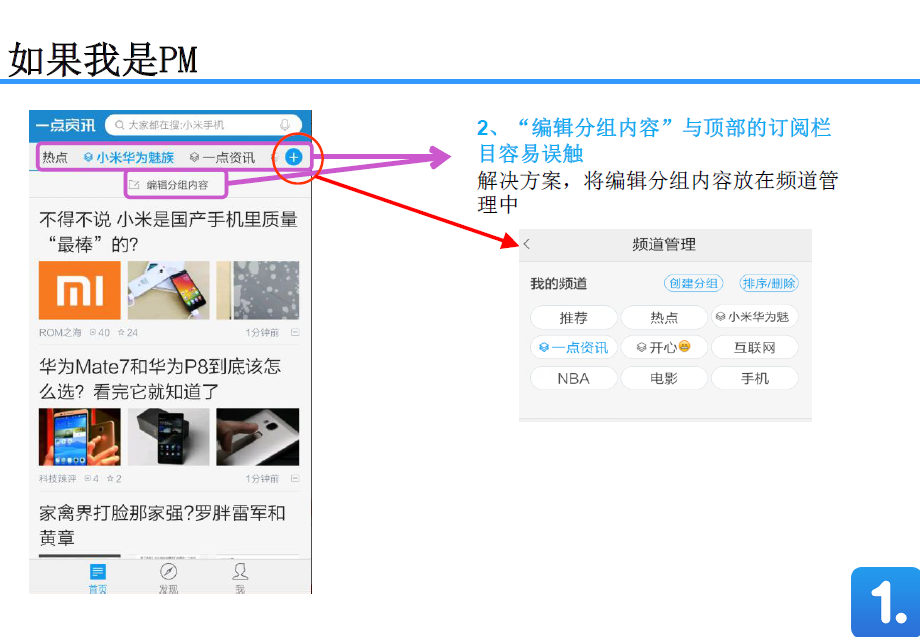 如果我是PM
一点资讯
大家都在搜:小米手机
热点 小米华为魅族 一点资讯
编辑分组内容
不得不说 小米是国产手机里质量
“最棒”的?
ROM之海 40 ☆24 1分钟前
华为Mate7和华为P8到底该怎
么选? 看完它就知道了
科技辣评 4 ☆2 1分钟前
家禽界打脸那家强?罗胖雷军和
黄章
首页 发现 我
2、“编辑分组内容”与顶部的订阅栏
目容易误触
解决方案，将编辑分组内容放在频道管
理中
频道管理
我的频道 创建分组 排序/删除
推荐 热点 小米华为魅
一点资讯 开心 互联网
NBA 电影 手机
1.